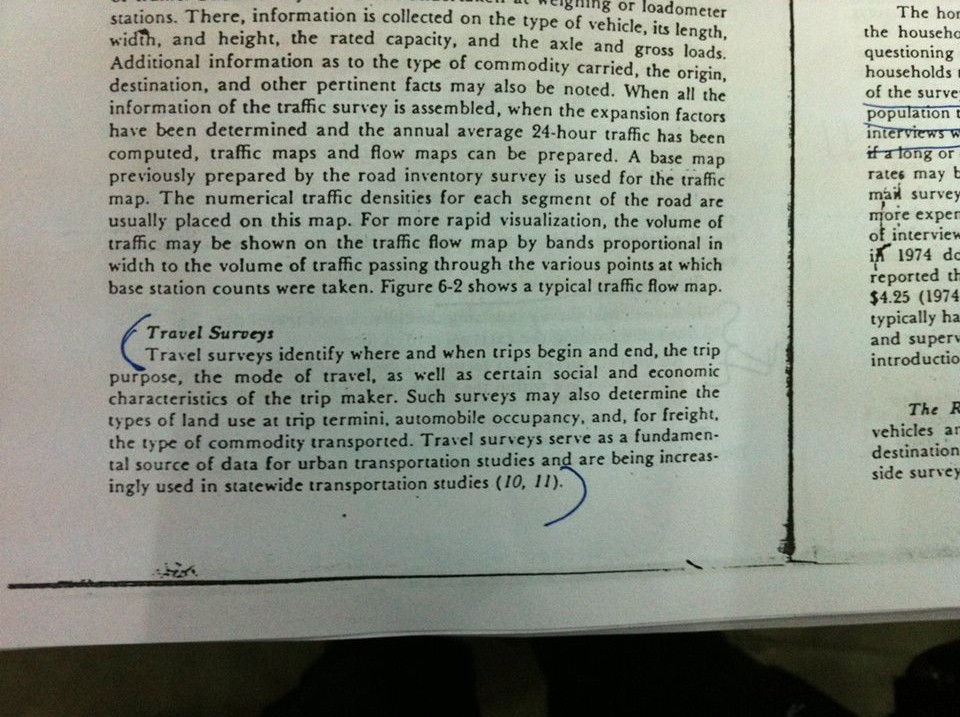 weighing or loadometer
stations. There, information is collected on the type of vehicle, its length,
width, and height, the rated capacity, and the axle and gross loads.
Additional information as to the type of commodity carried, the origin,
destination, and other pertinent facts may also be noted. When all the
information of the traffic survey is assembled, when the expansion factors
have been determined and the annual average 24-hour traffic has been
computed, traffic maps and flow maps can be prepared. A base map
previously prepared by the road inventory survey is used for the traffic
map. The numerical traffic densities for each segment of the road are
usually placed on this map. For more rapid visualization, the volume of
traffic may be shown on the traffic flow map by bands proportional in
width to the volume of traffic passing through the various points at which
base station counts were taken. Figure 6-2 shows a typical traffic flow map.
Travel Surveys
Travel surveys identify where and when trips begin and end, the trip
purpose, the mode of travel, as well as certain social and economic
characteristics of the trip maker. Such surveys may also determine the
types of land use at trip termini, automobile occupancy, and, for freight,
the type of commodity transported. Travel surveys serve as a fundamen-
tal source of data for urban transportation studies and are being increas-
ingly used in statewide transportation studies (10, 11).
The
the
questioning
households
of the
population
interviews
if a long or
rates may
mail survey
more
of
in 1974
reported
$4.25 (1974
typically
and
The
vehicles
destination
side survey